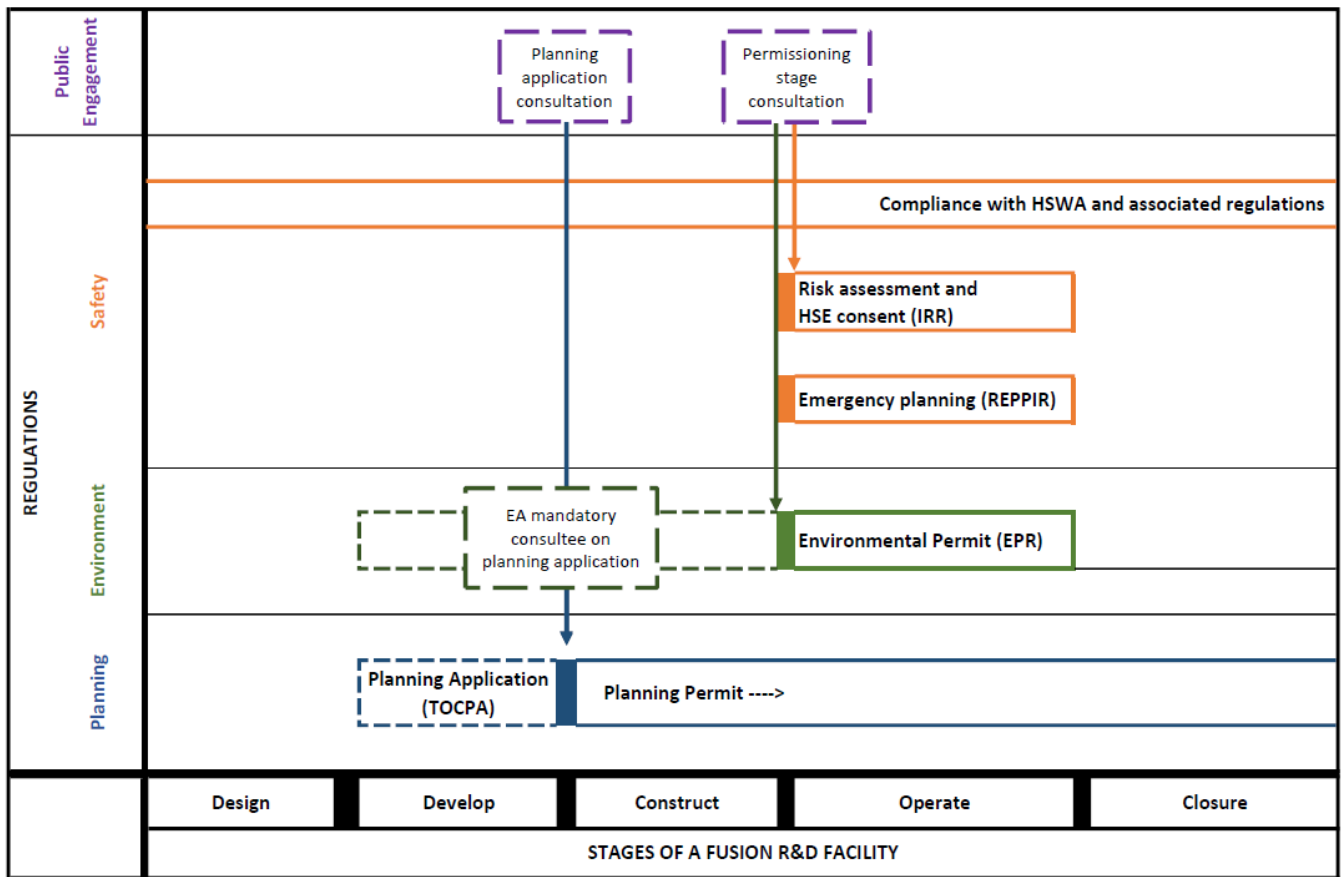 Public
Engagement
Planning
application
consultation
Permissioning
stage
consultation
REGULATIONS
Safety
Compliance with HSWA and associated regulations
Risk assessment and
HSE consent (IRR)
Emergency planning (REPPIR)
Environment
EA mandatory
consultee on
planning application
Environmental Permit (EPR)
Planning
Planning Application
(TOCPA)
Planning Permit ---->
Design
Develop
Construct
Operate
Closure
STAGES OF A FUSION R&D FACILITY